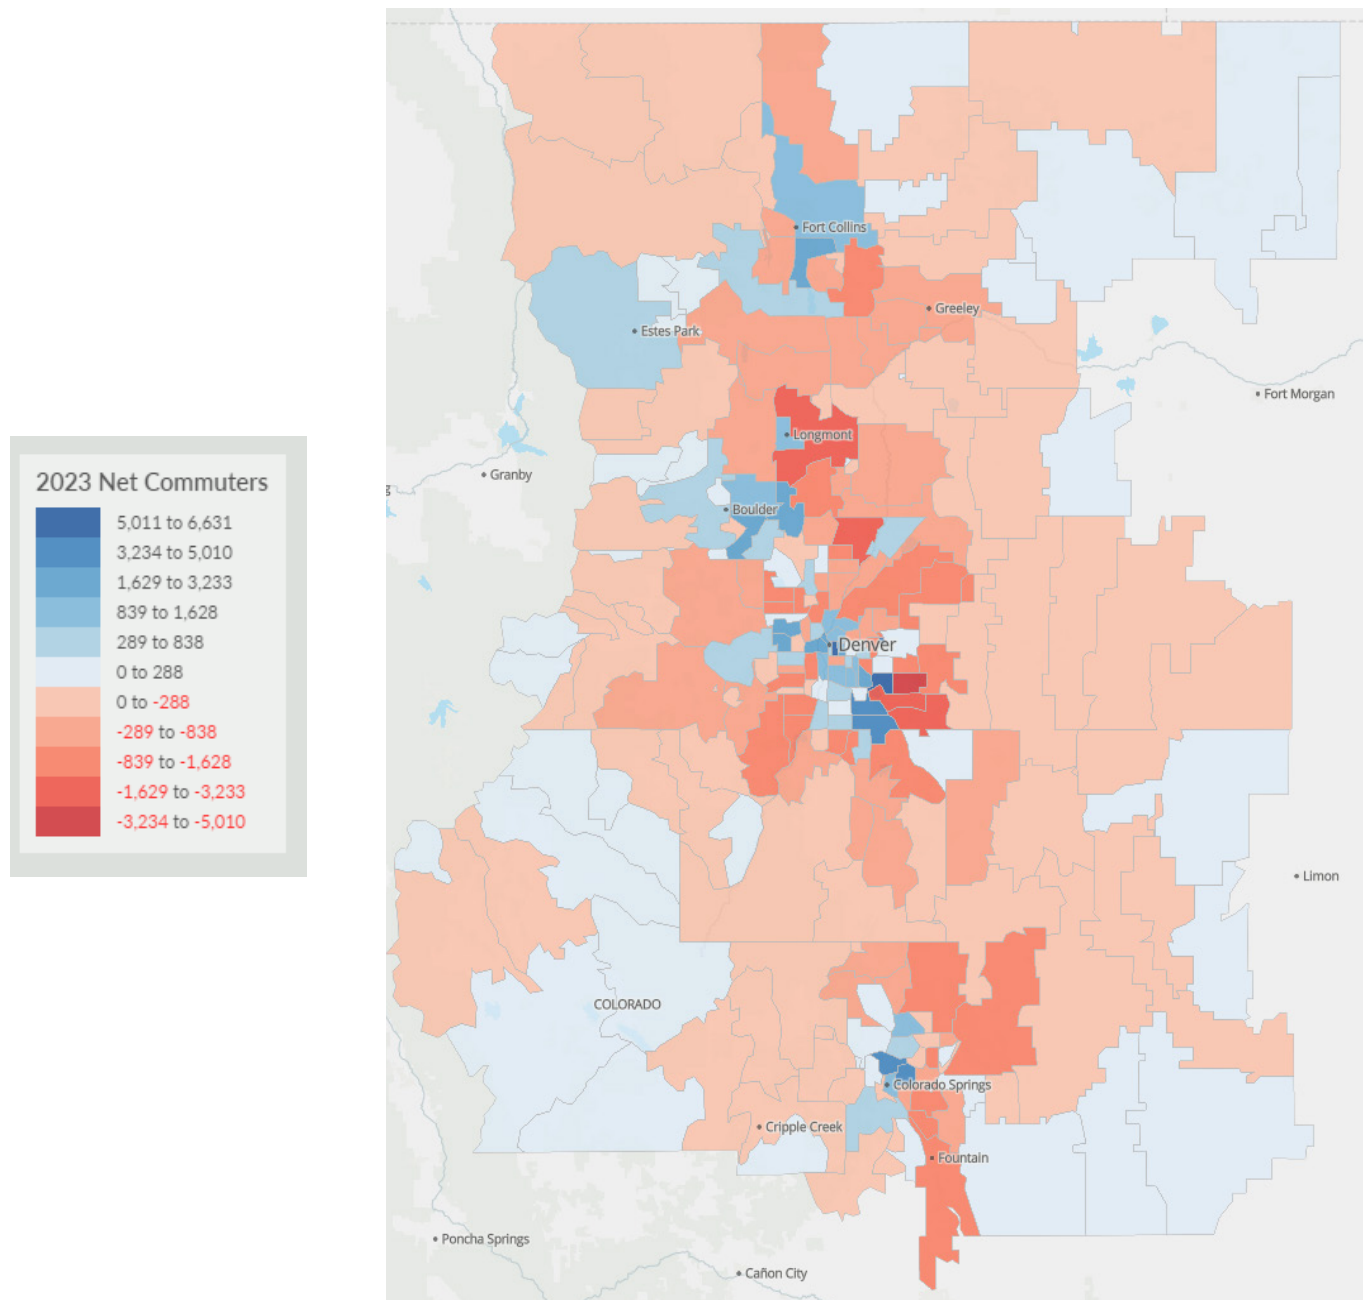 2023 Net Commuters
5,011 to 6,631
3,234 to 5,010
1,629 to 3,233
839 to 1,628
289 to 838
0 to 288
0 to -288
-289 to -838
-839 to -1,628
-1,629 to -3,233
-3,234 to -5,010
Fort Collins
Greeley
Estes Park
Fort Morgan
Longmont
Granby
Boulder
Denver
Limon
COLORADO
Colorado Springs
Cripple Creek
Fountain
Poncha Springs
Cañon City